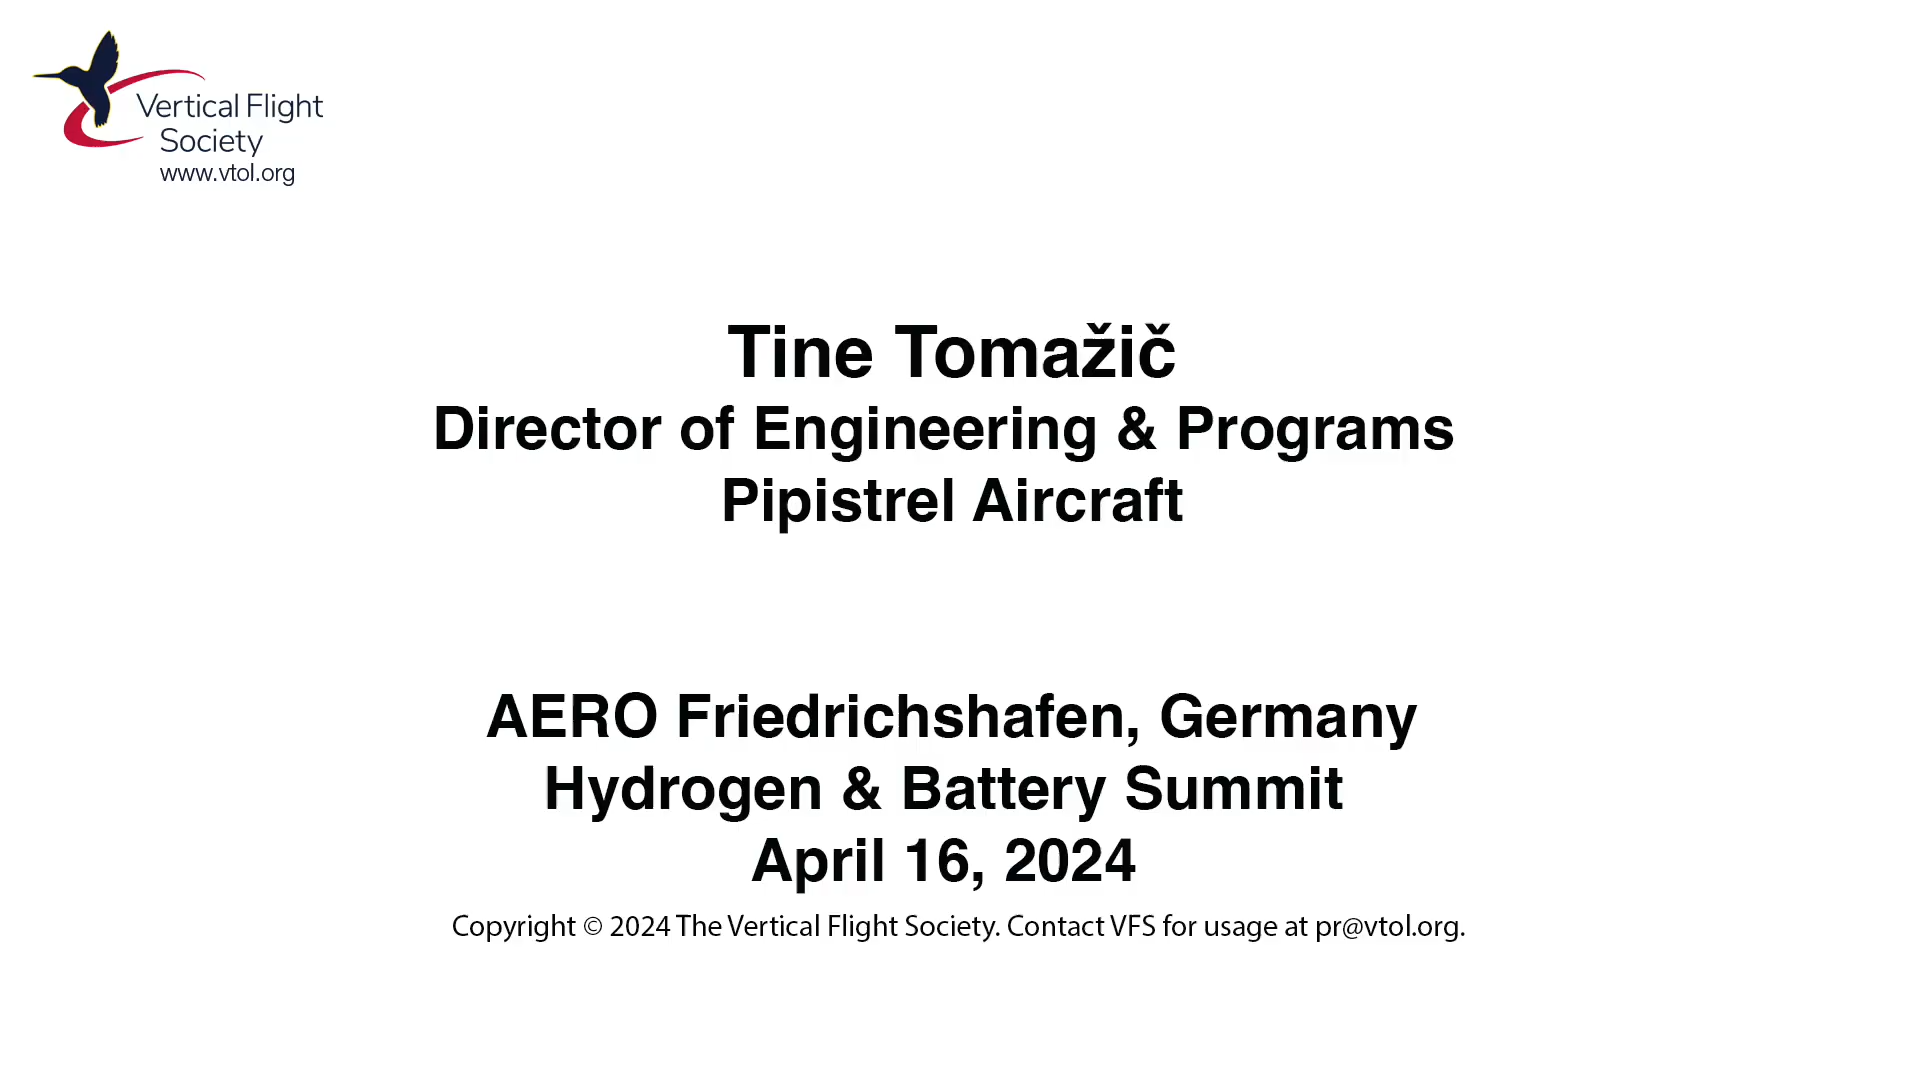 Vertical Flight
Society
www.vtol.org
Tine Tomažič
Director of Engineering & Programs
Pipistrel Aircraft
AERO Friedrichshafen, Germany
Hydrogen & Battery Summit
April 16, 2024
Copyright © 2024 The Vertical Flight Society. Contact VFS for usage at pr@vtol.org.